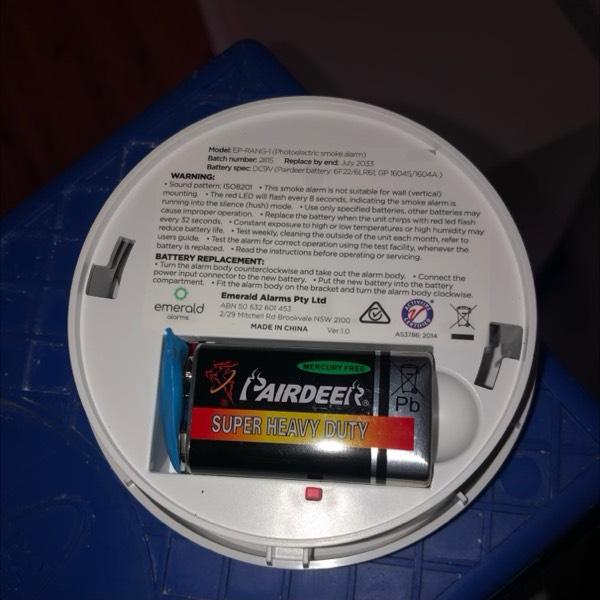 Model: EP-RANG-1 (Photoelectric smoke alarm)
Batch number: 2815 Replace by end: July 2033
Battery spec: DC9V (Pairdeer battery: 6F22/6LR61; GP 1604S/1604A )
WARNING:
• Sound pattern: ISO8201 • This smoke alarm is not suitable for wall (vertical)
mounting. • The red LED will flash every 8 seconds, indicating the smoke alarm is
running into the silence (hush) mode. • Use only specified batteries, other batteries may
cause improper operation. • Replace the battery when the unit chirps with red led flash
every 32 seconds. • Constant exposure to high or low temperatures or high humidity may
reduce battery life. • Test weekly, cleaning the outside of the unit each month, refer to
users guide. • Test the alarm for correct operation using the test facility, whenever the
battery is replaced. • Read the instructions before operating or servicing.
BATTERY REPLACEMENT:
• Turn the alarm body counterclockwise and take out the alarm body. • Connect the
power input connector to the new battery. • Put the new battery into the battery
compartment. • Fit the alarm body on the bracket and turn the alarm body clockwise.
emerald
alarms
Emerald Alarms Pty Ltd
ABN 50 632 601 453
2/29 Mitchell Rd Brookvale NSW 2100
MADE IN CHINA Ver:1.0
AS3786: 2014
MERCURY FREE
PAIRDEER®
Pb
SUPER HEAVY DUTY